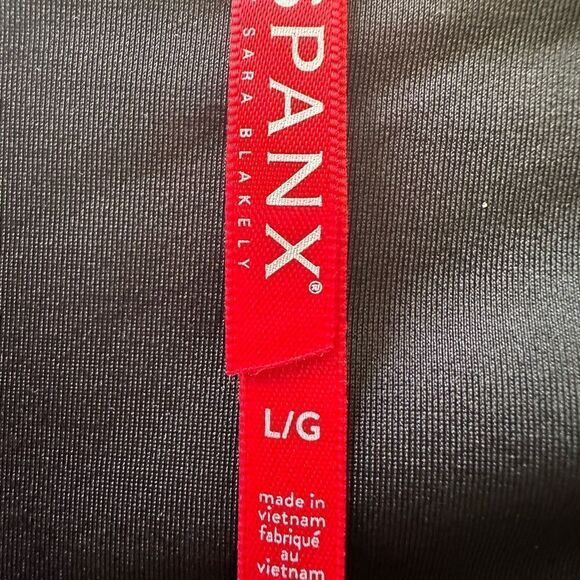 SPANX®
SARA BLAKELY
L/G
made in
vietnam
fabriqué
au
vietnam